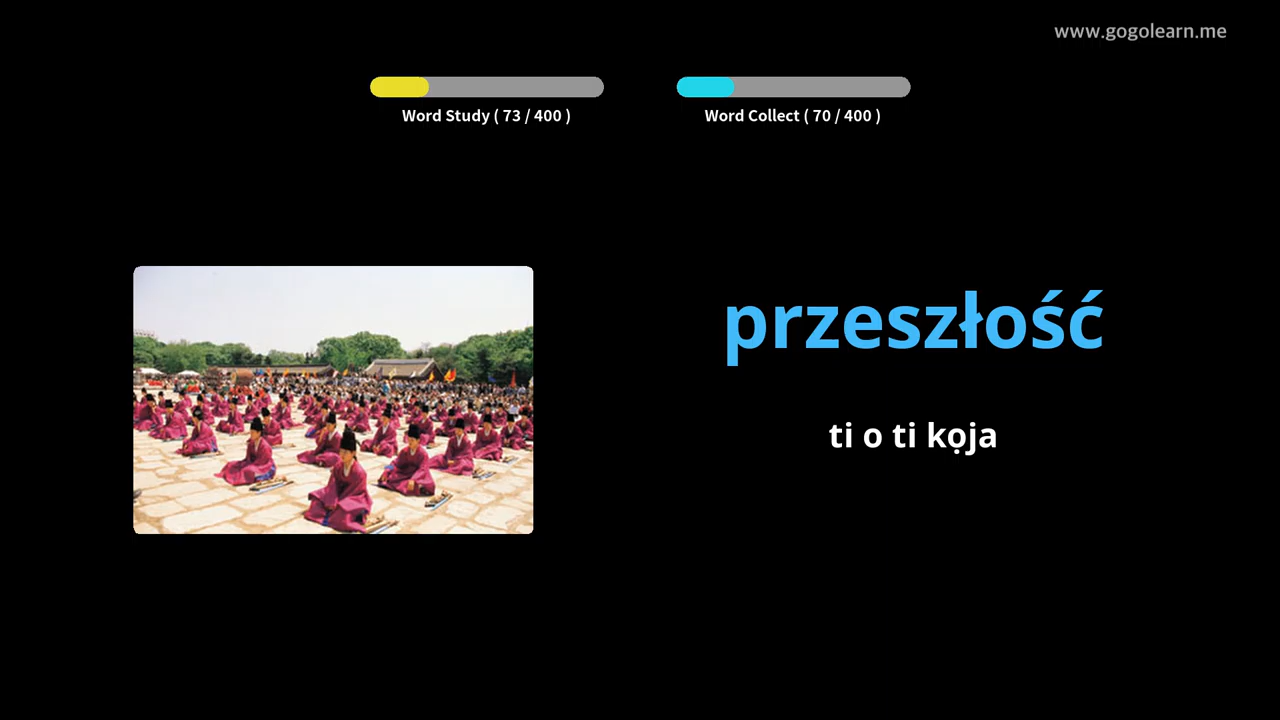 www.gogolearn.me
Word Study ( 73 / 400 )
Word Collect ( 70 / 400 )
przeszłość
ti o ti kọja